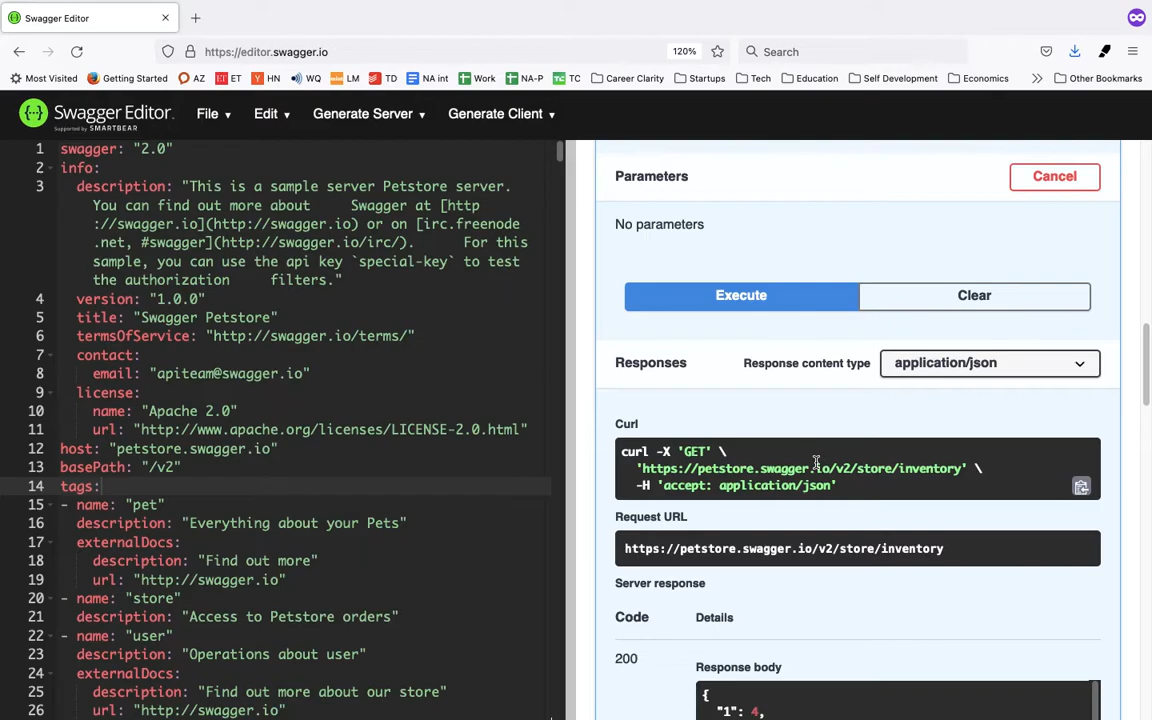 Swagger Editor
https://editor.swagger.io
120%
Search
Most Visited
Getting Started
AZ
ET
HN
WQ
LM
TD
NA int
Work
NA-P
TC
Career Clarity
Startups
Tech
Education
Self Development
Economics
Other Bookmarks
Swagger Editor
Supported by SMARTBEAR
File
Edit
Generate Server
Generate Client
1 swagger: "2.0"
2 info:
3 description: "This is a sample server Petstore server.
You can find out more about Swagger at [http
://swagger.io](http://swagger.io) or on [irc.freenode
.net, #swagger](http://swagger.io/irc/). For this
sample, you can use the api key `special-key` to test
the authorization filters."
4 version: "1.0.0"
5 title: "Swagger Petstore"
6 termsOfService: "http://swagger.io/terms/"
7 contact:
8 email: "apiteam@swagger.io"
9 license:
10 name: "Apache 2.0"
11 url: "http://www.apache.org/licenses/LICENSE-2.0.html"
12 host: "petstore.swagger.io"
13 basePath: "/v2"
14 tags:
15 - name: "pet"
16 description: "Everything about your Pets"
17 externalDocs:
18 description: "Find out more"
19 url: "http://swagger.io"
20 - name: "store"
21 description: "Access to Petstore orders"
22 - name: "user"
23 description: "Operations about user"
24 externalDocs:
25 description: "Find out more about our store"
26 url: "http://swagger.io"
Parameters
Cancel
No parameters
Execute
Clear
Responses
Response content type
application/json
Curl
curl -X 'GET' \
'https://petstore.swagger.io/v2/store/inventory' \
-H 'accept: application/json'
Request URL
https://petstore.swagger.io/v2/store/inventory
Server response
Code
Details
200
Response body
{
"1": 4,